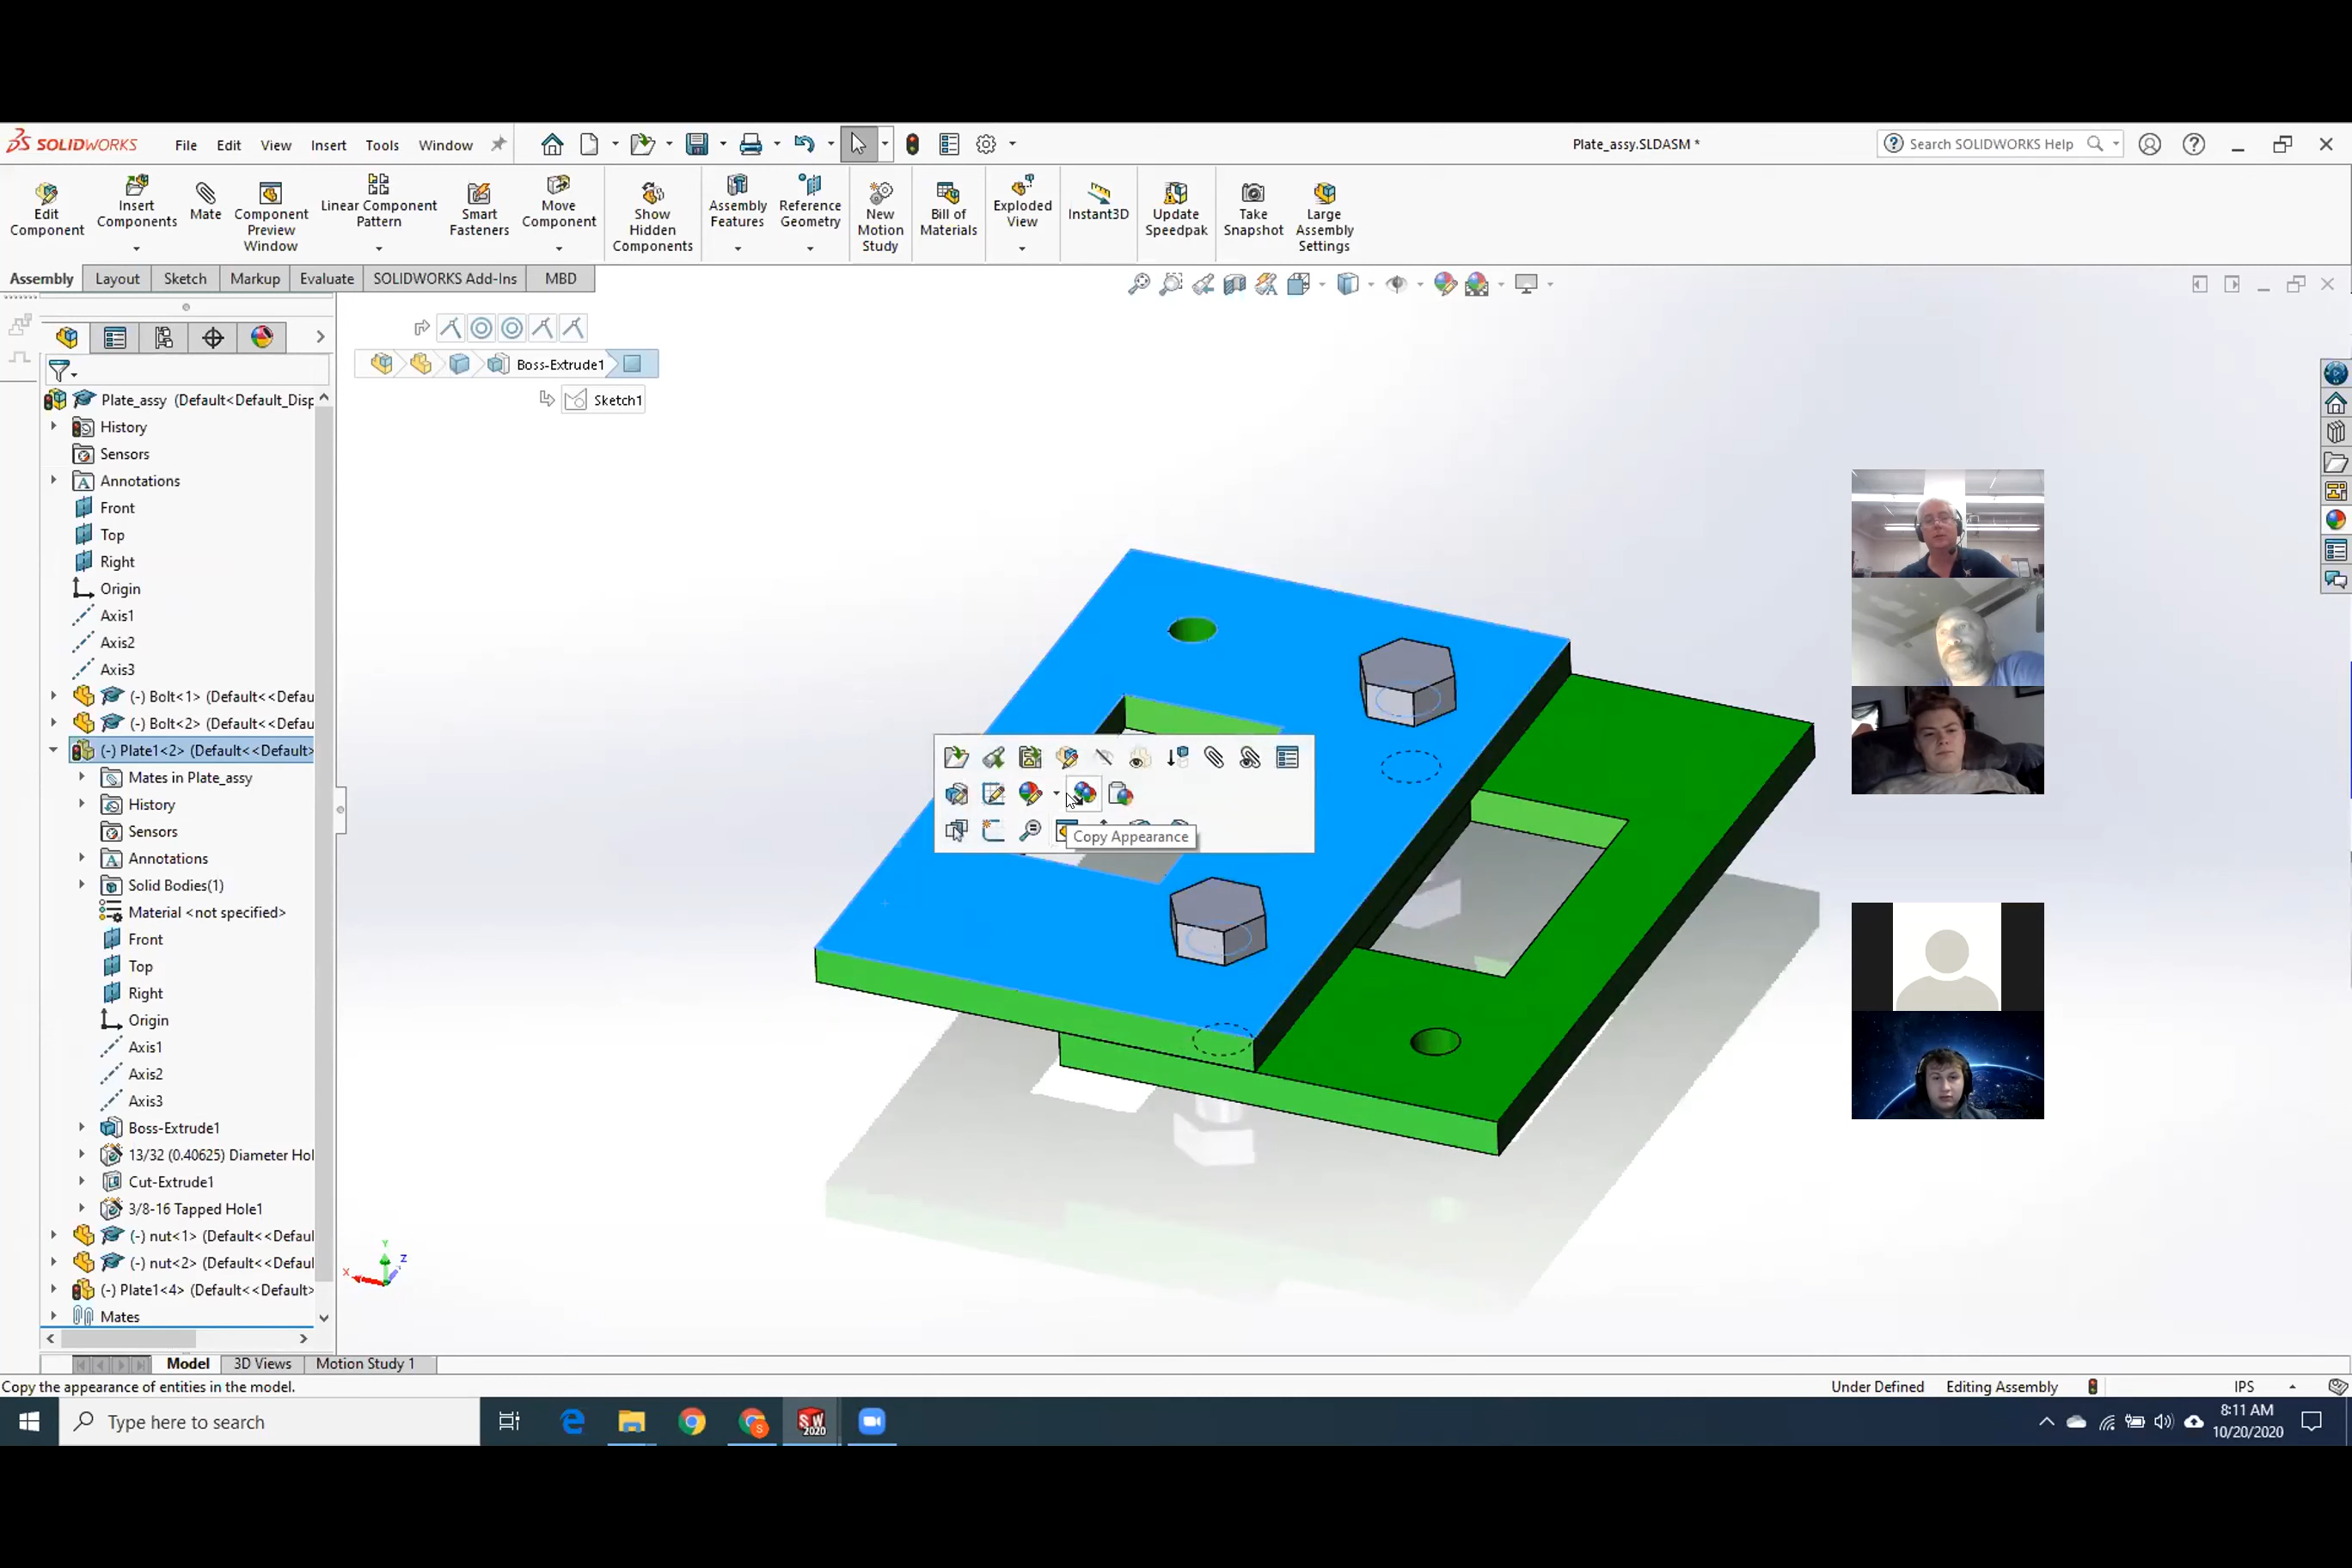 SOLIDWORKS File Edit View Insert Tools Window Plate_assy.SLDASM * Search SOLIDWORKS Help
Edit Component
Insert Components
Mate
Component Preview Window
Linear Component Pattern
Smart Fasteners
Move Component
Show Hidden Components
Assembly Features
Reference Geometry
New Motion Study
Bill of Materials
Exploded View
Instant3D
Update Speedpak
Take Snapshot
Large Assembly Settings
Assembly Layout Sketch Markup Evaluate SOLIDWORKS Add-Ins MBD
Boss-Extrude1
Sketch1
Plate_assy (Default<Default_Disp
History
Sensors
Annotations
Front
Top
Right
Origin
Axis1
Axis2
Axis3
(-) Bolt<1> (Default<<Defau
(-) Bolt<2> (Default<<Defau
(-) Plate1<2> (Default<<Default>
Mates in Plate_assy
History
Sensors
Annotations
Solid Bodies(1)
Material <not specified>
Front
Top
Right
Origin
Axis1
Axis2
Axis3
Boss-Extrude1
13/32 (0.40625) Diameter Hol
Cut-Extrude1
3/8-16 Tapped Hole1
(-) nut<1> (Default<<Defaul
(-) nut<2> (Default<<Defaul
(-) Plate1<4> (Default<<Default>
Mates
Copy Appearance
Y
Z
X
Model 3D Views Motion Study 1
Copy the appearance of entities in the model. Under Defined Editing Assembly IPS
Type here to search
S
SW
2020
8:11 AM
10/20/2020